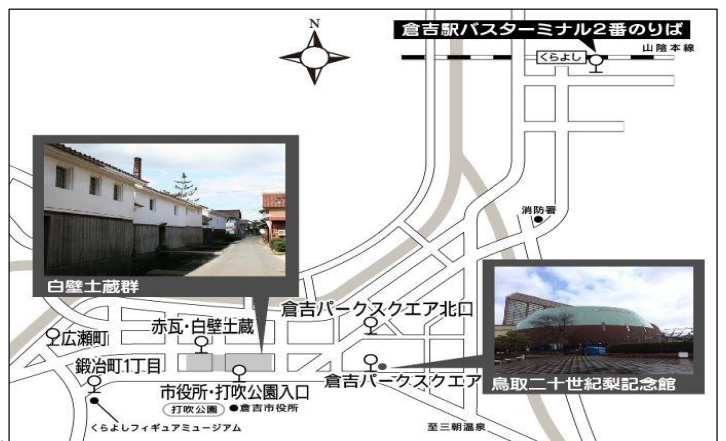 N
倉吉駅バスターミナル2番のりば
山陰本線
くらよし
消防署
白壁土蔵群
倉吉パークスクエア北口
赤瓦・白壁土蔵
広瀬町
鍛冶町1丁目
倉吉パークスクエア
鳥取二十世紀梨記念館
市役所・打吹公園入口
打吹公園
倉吉市役所
くらよしフィギュアミュージアム
至三朝温泉